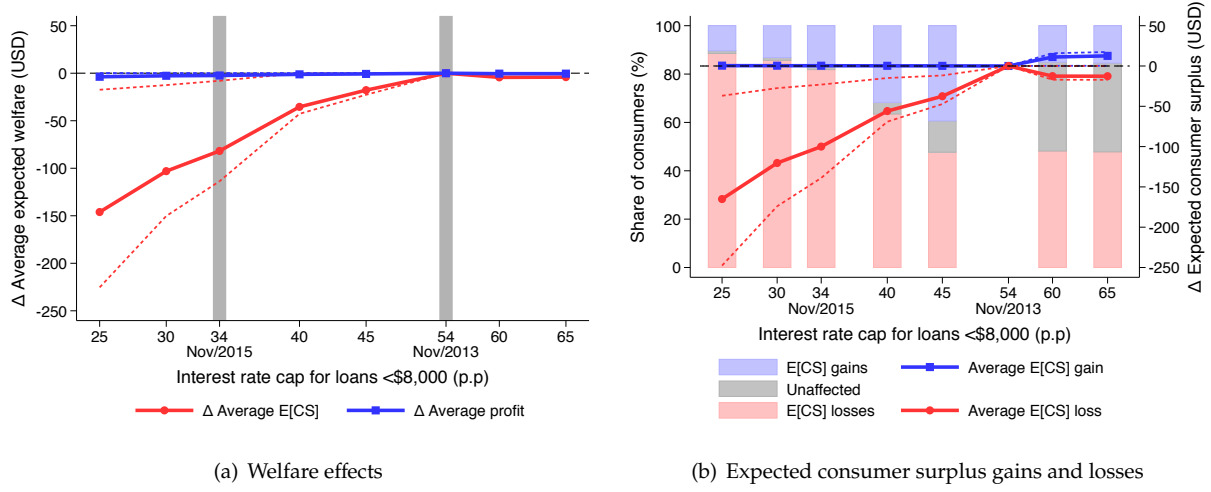 Δ Average expected welfare (USD)
50
0
-50
-100
-150
-200
-250
25 30 34 40 45 54 60 65
Nov/2015 Nov/2013
Interest rate cap for loans <$8,000 (p.p)
Δ Average E[CS] Δ Average profit
(a) Welfare effects
Share of consumers (%)
100
80
60
40
20
0
50
0
-50
-100
-150
-200
-250
Δ Expected consumer surplus (USD)
25 30 34 40 45 54 60 65
Nov/2015 Nov/2013
Interest rate cap for loans <$8,000 (p.p)
E[CS] gains Average E[CS] gain
Unaffected
E[CS] losses Average E[CS] loss
(b) Expected consumer surplus gains and losses